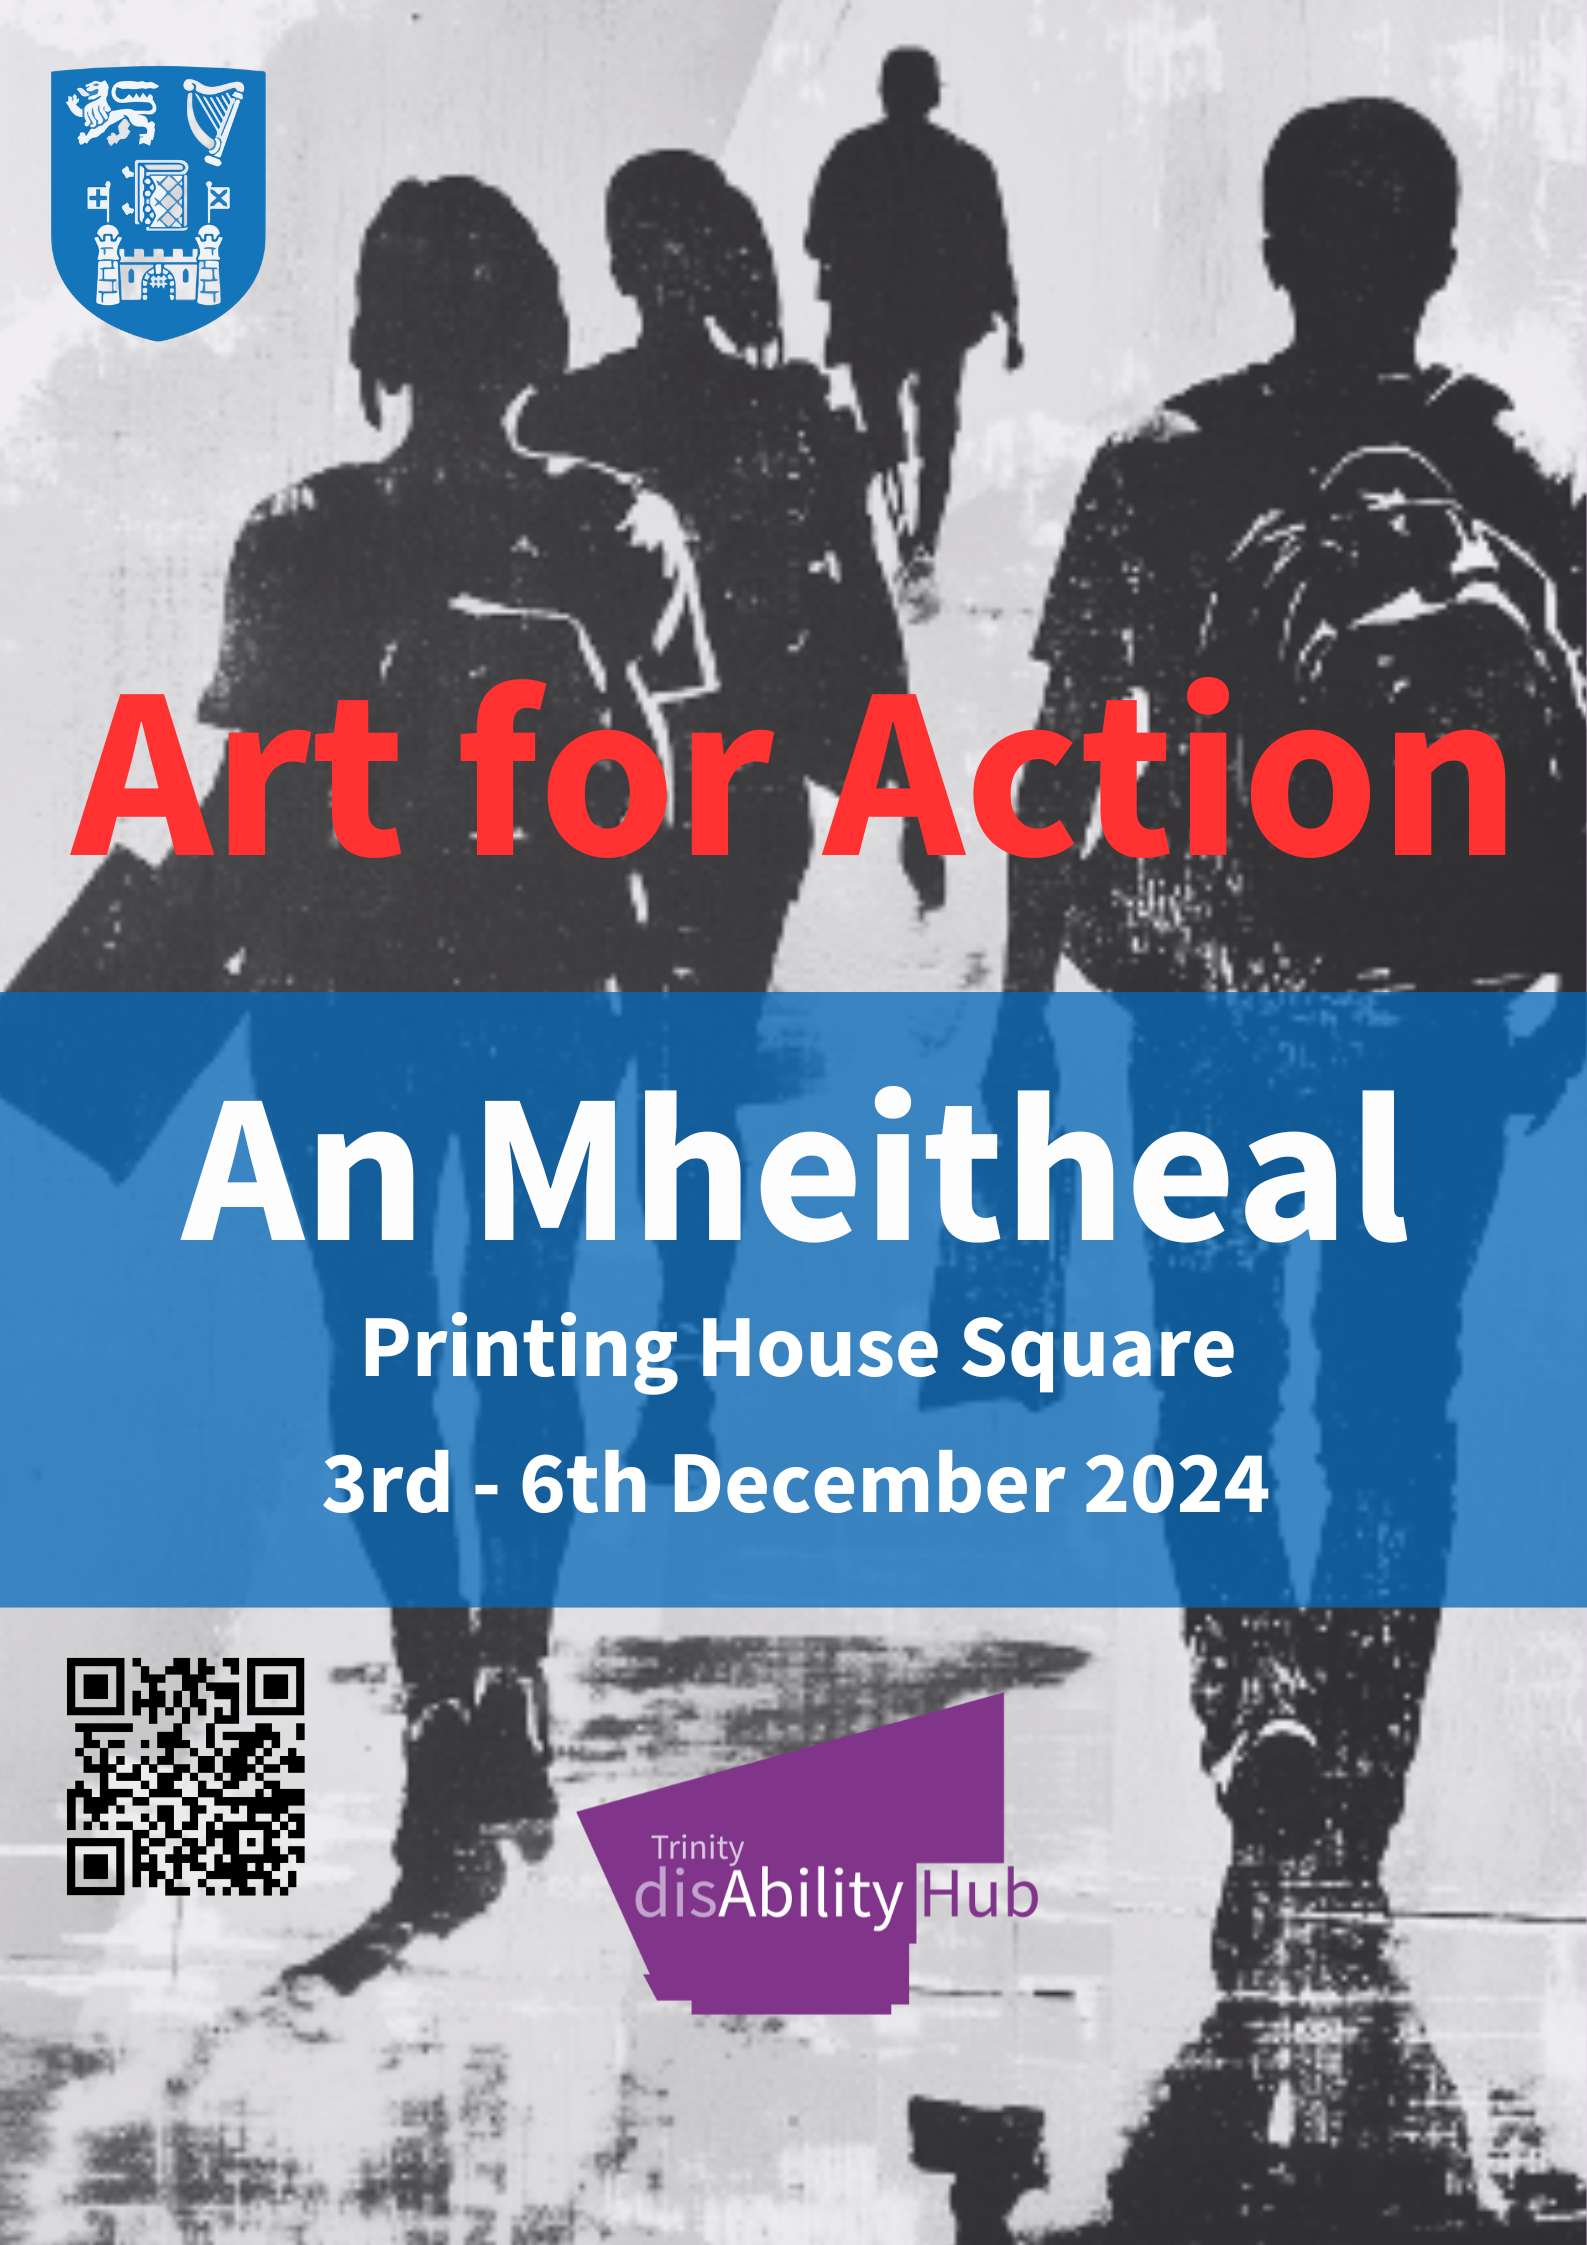 Art for Action
An Mheitheal
Printing House Square
3rd - 6th December 2024
Trinity
disAbility Hub